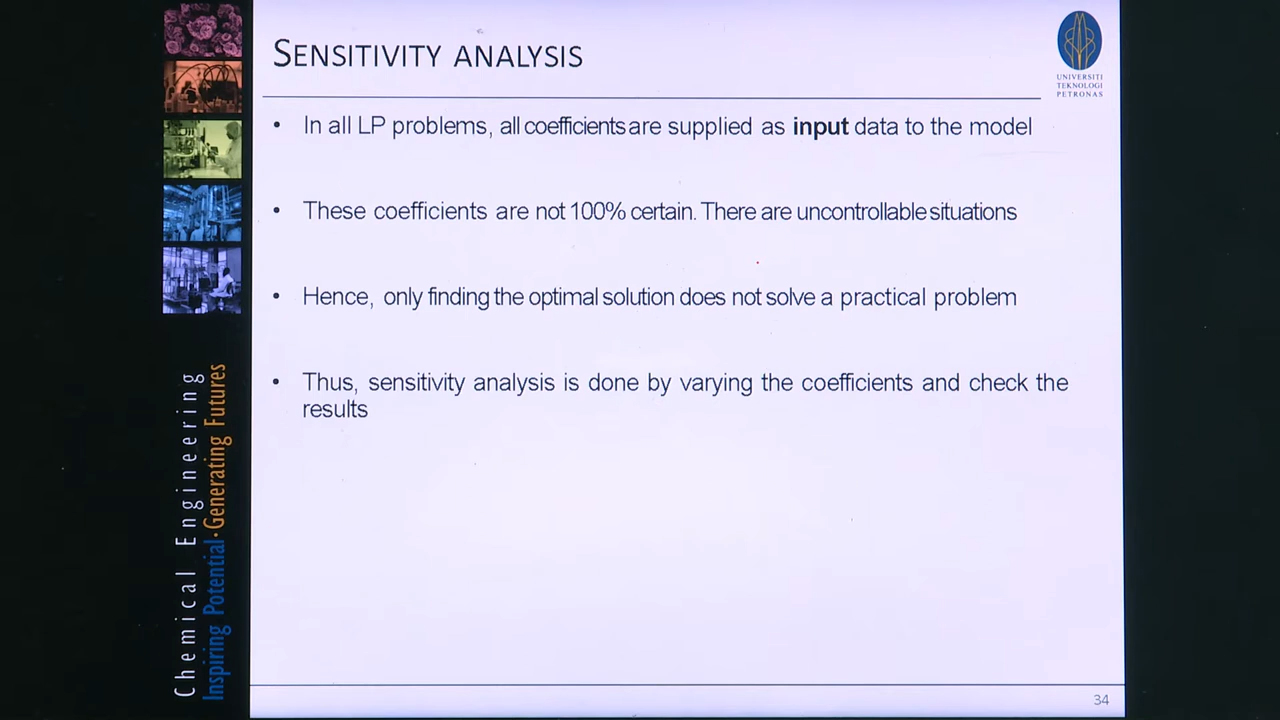 SENSITIVITY ANALYSIS
UNIVERSITI
TEKNOLOGI
PETRONAS
• In all LP problems, all coefficients are supplied as input data to the model
• These coefficients are not 100% certain. There are uncontrollable situations
• Hence, only finding the optimal solution does not solve a practical problem
• Thus, sensitivity analysis is done by varying the coefficients and check the
results
Chemical Engineering
Inspiring Potential • Generating Futures
34